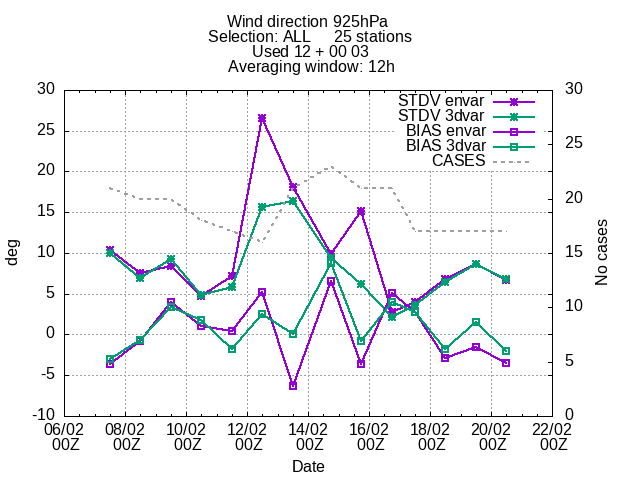 Wind direction 925hPa
Selection: ALL 25 stations
Used 12 + 00 03
Averaging window: 12h
30
25
20
15
10
5
0
-5
-10
30
25
20
15
10
5
0
deg
No cases
STDV envar
STDV 3dvar
BIAS envar
BIAS 3dvar
CASES
06/02 08/02 10/02 12/02 14/02 16/02 18/02 20/02 22/02
00Z 00Z 00Z 00Z 00Z 00Z 00Z 00Z 00Z
Date